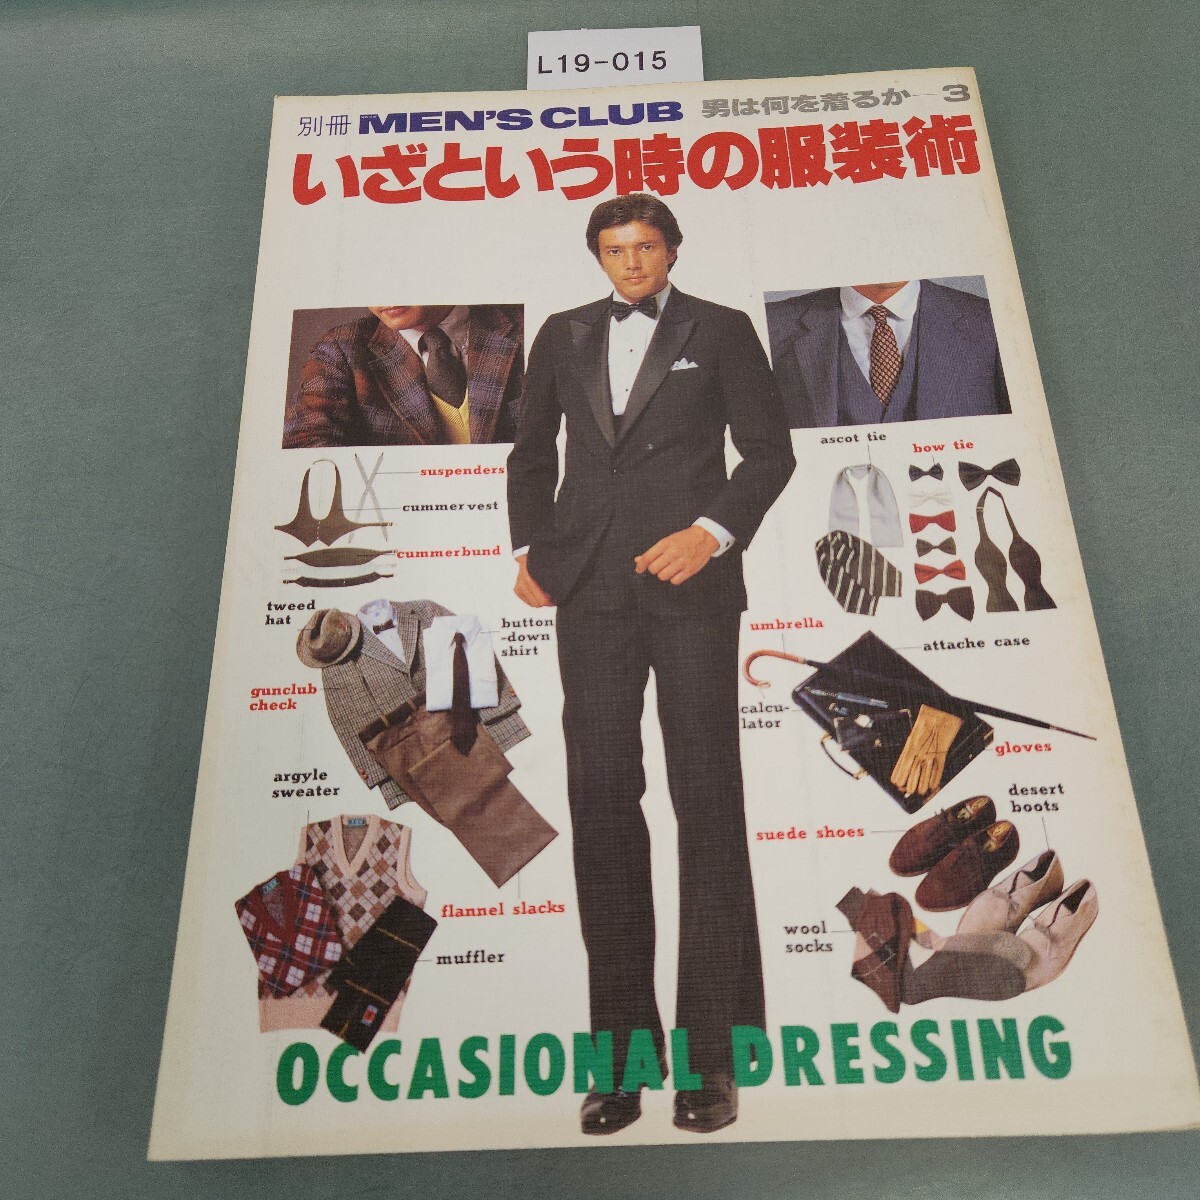 L19-015
別冊 MEN'S CLUB 男は何を着るか—3
いざという時の服装術
suspenders
cummer vest
cummerbund
ascot tie
bow tie
tweed
hat
button
-down
shirt
gunclub
check
umbrella
attache case
calcu-
lator
gloves
argyle
sweater
desert
boots
suede shoes
flannel slacks
muffler
wool
socks
OCCASIONAL DRESSING